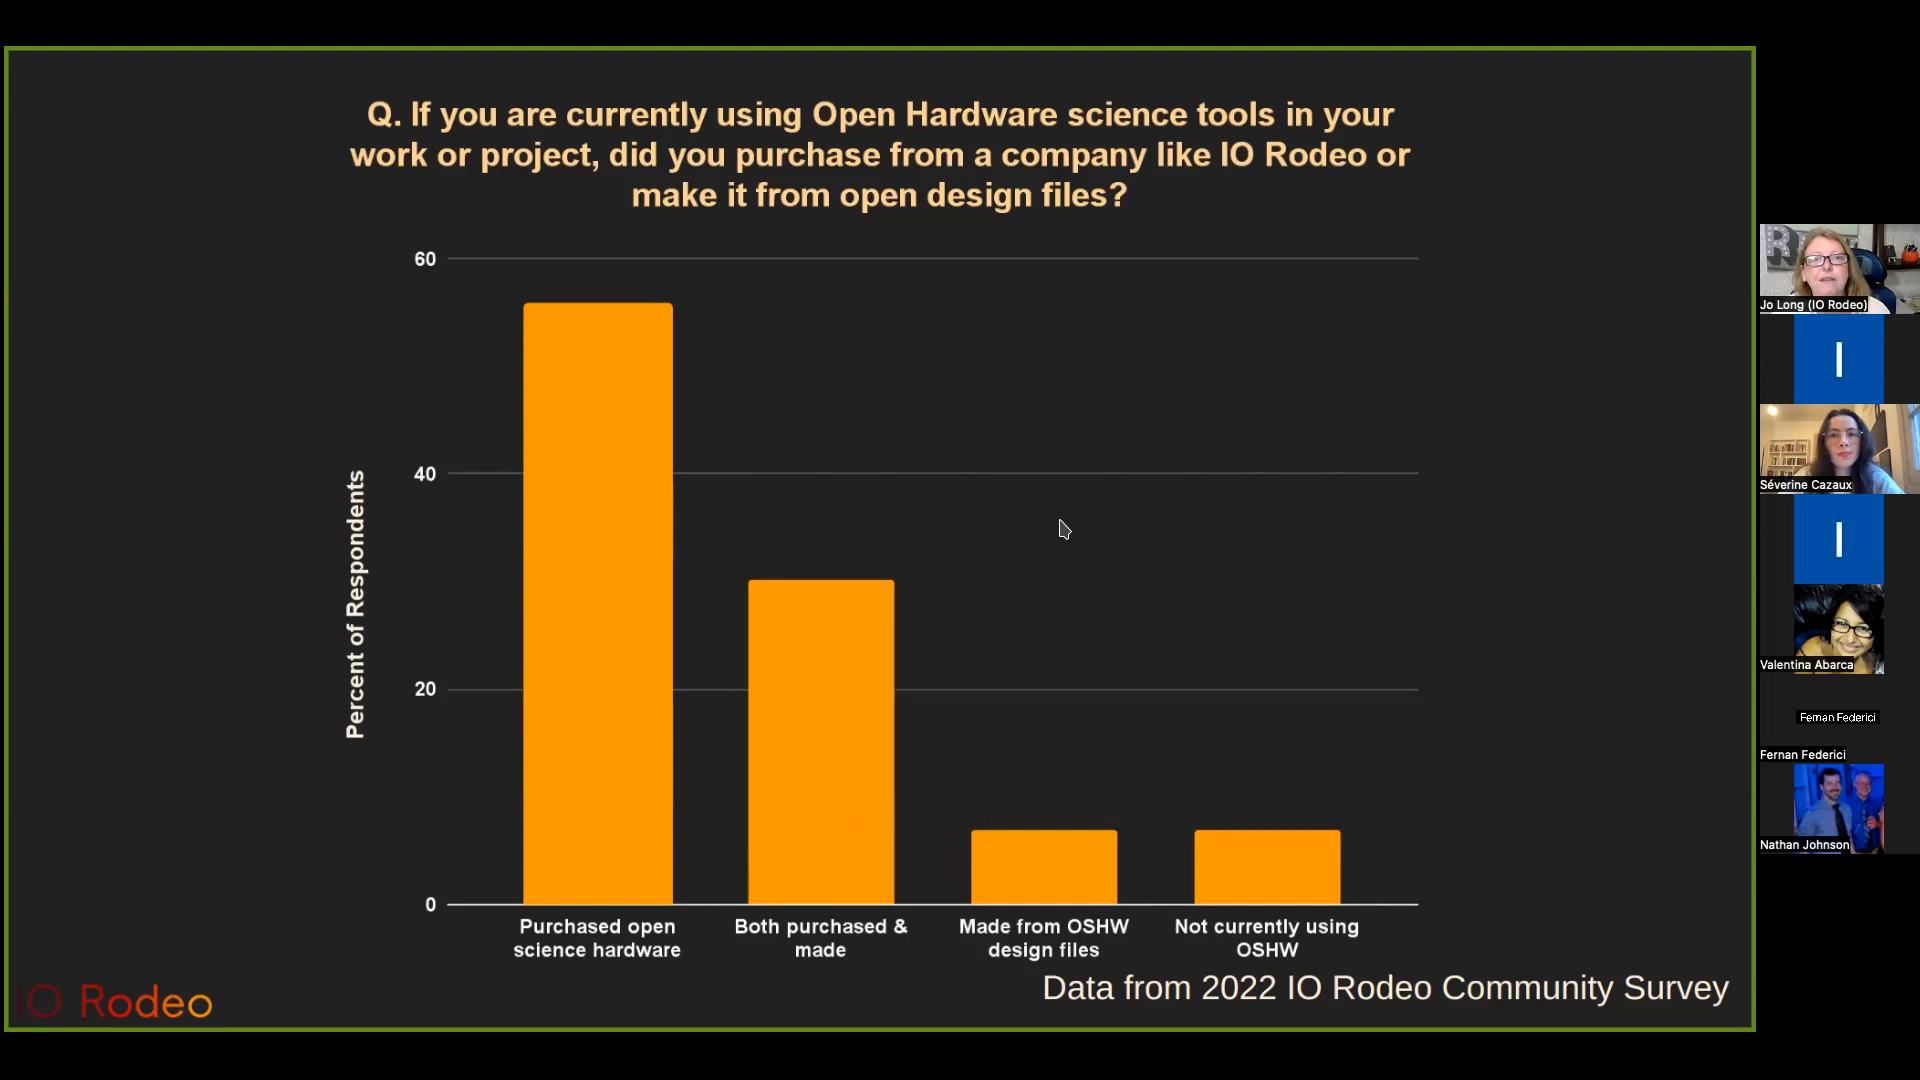 Q. If you are currently using Open Hardware science tools in your
work or project, did you purchase from a company like IO Rodeo or
make it from open design files?
60
40
20
0
Percent of Respondents
Purchased open
science hardware
Both purchased &
made
Made from OSHW
design files
Not currently using
OSHW
Data from 2022 IO Rodeo Community Survey
IO Rodeo
R
Jo Long (IO Rodeo)
I
Séverine Cazaux
I
Valentina Abarca
Fernan Federici
Fernan Federici
Nathan Johnson